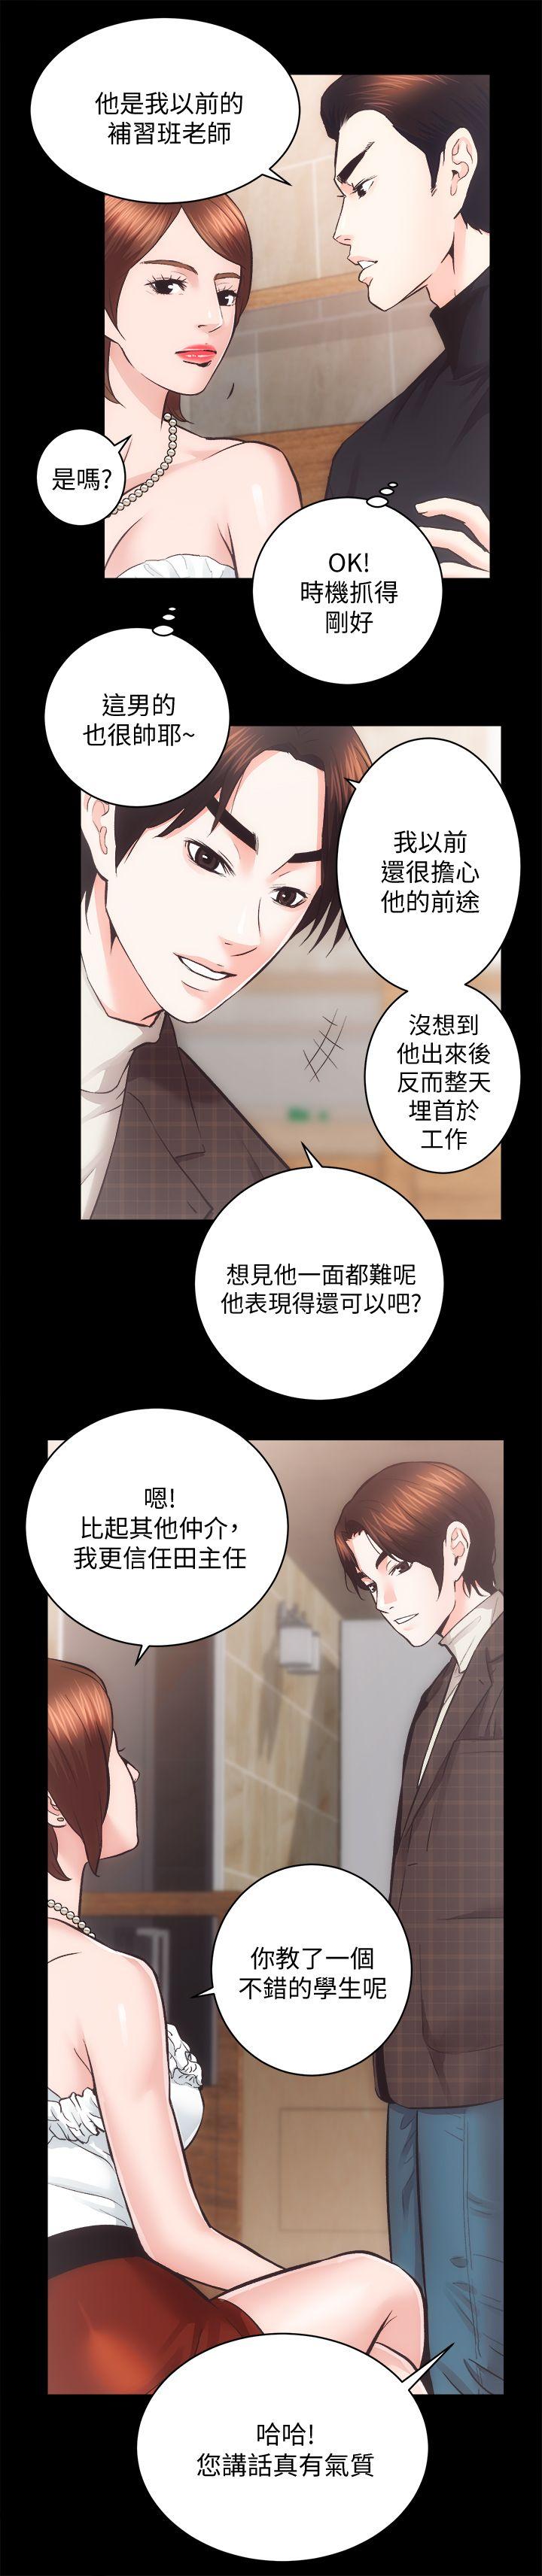 他是我以前的
補習班老師
是嗎?
OK!
時機抓得
剛好
這男的
也很帥耶~
我以前
還很擔心
他的前途
沒想到
他出來後
反而整天
埋首於
工作
想見他一面都難呢
他表現得還可以吧?
嗯!
比起其他仲介,
我更信任田主任
你教了一個
不錯的學生呢
哈哈!
您講話真有氣質